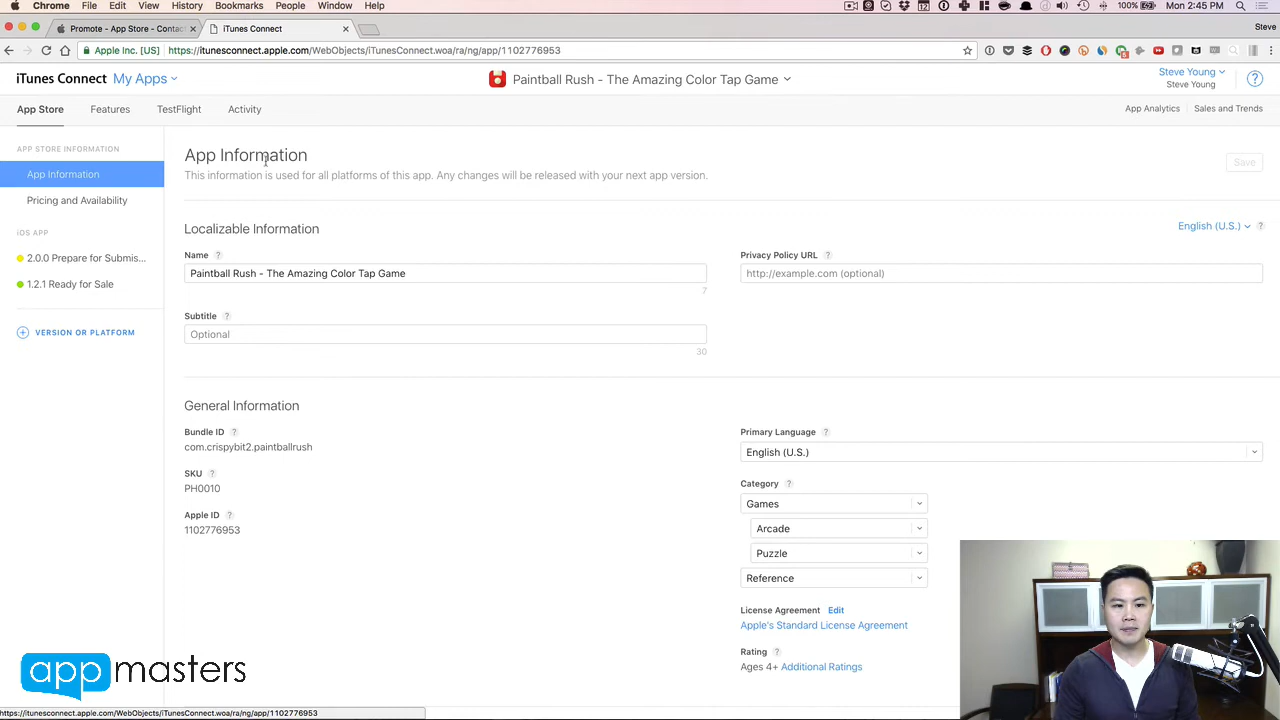 Chrome File Edit View History Bookmarks People Window Help
100% Mon 2:45 PM
Promote - App Store - Contac
iTunes Connect
Steve
Apple Inc. [US] https://itunesconnect.apple.com/WebObjects/iTunesConnect.woa/ra/ng/app/1102776953
iTunes Connect My Apps
Paintball Rush - The Amazing Color Tap Game
Steve Young
Steve Young
?
App Store Features TestFlight Activity
App Analytics Sales and Trends
APP STORE INFORMATION
App Information
Pricing and Availability
iOS APP
2.0.0 Prepare for Submis...
1.2.1 Ready for Sale
VERSION OR PLATFORM
App Information
Save
This information is used for all platforms of this app. Any changes will be released with your next app version.
Localizable Information
English (U.S.) ?
Name ?
Paintball Rush - The Amazing Color Tap Game
7
Privacy Policy URL ?
http://example.com (optional)
Subtitle ?
Optional
30
General Information
Bundle ID ?
com.crispybit2.paintballrush
SKU ?
PH0010
Apple ID ?
1102776953
Primary Language ?
English (U.S.)
Category ?
Games
Arcade
Puzzle
Reference
License Agreement Edit
Apple's Standard License Agreement
Rating ?
Ages 4+ Additional Ratings
appmasters
https://itunesconnect.apple.com/WebObjects/iTunesConnect.woa/ra/ng/app/1102776953